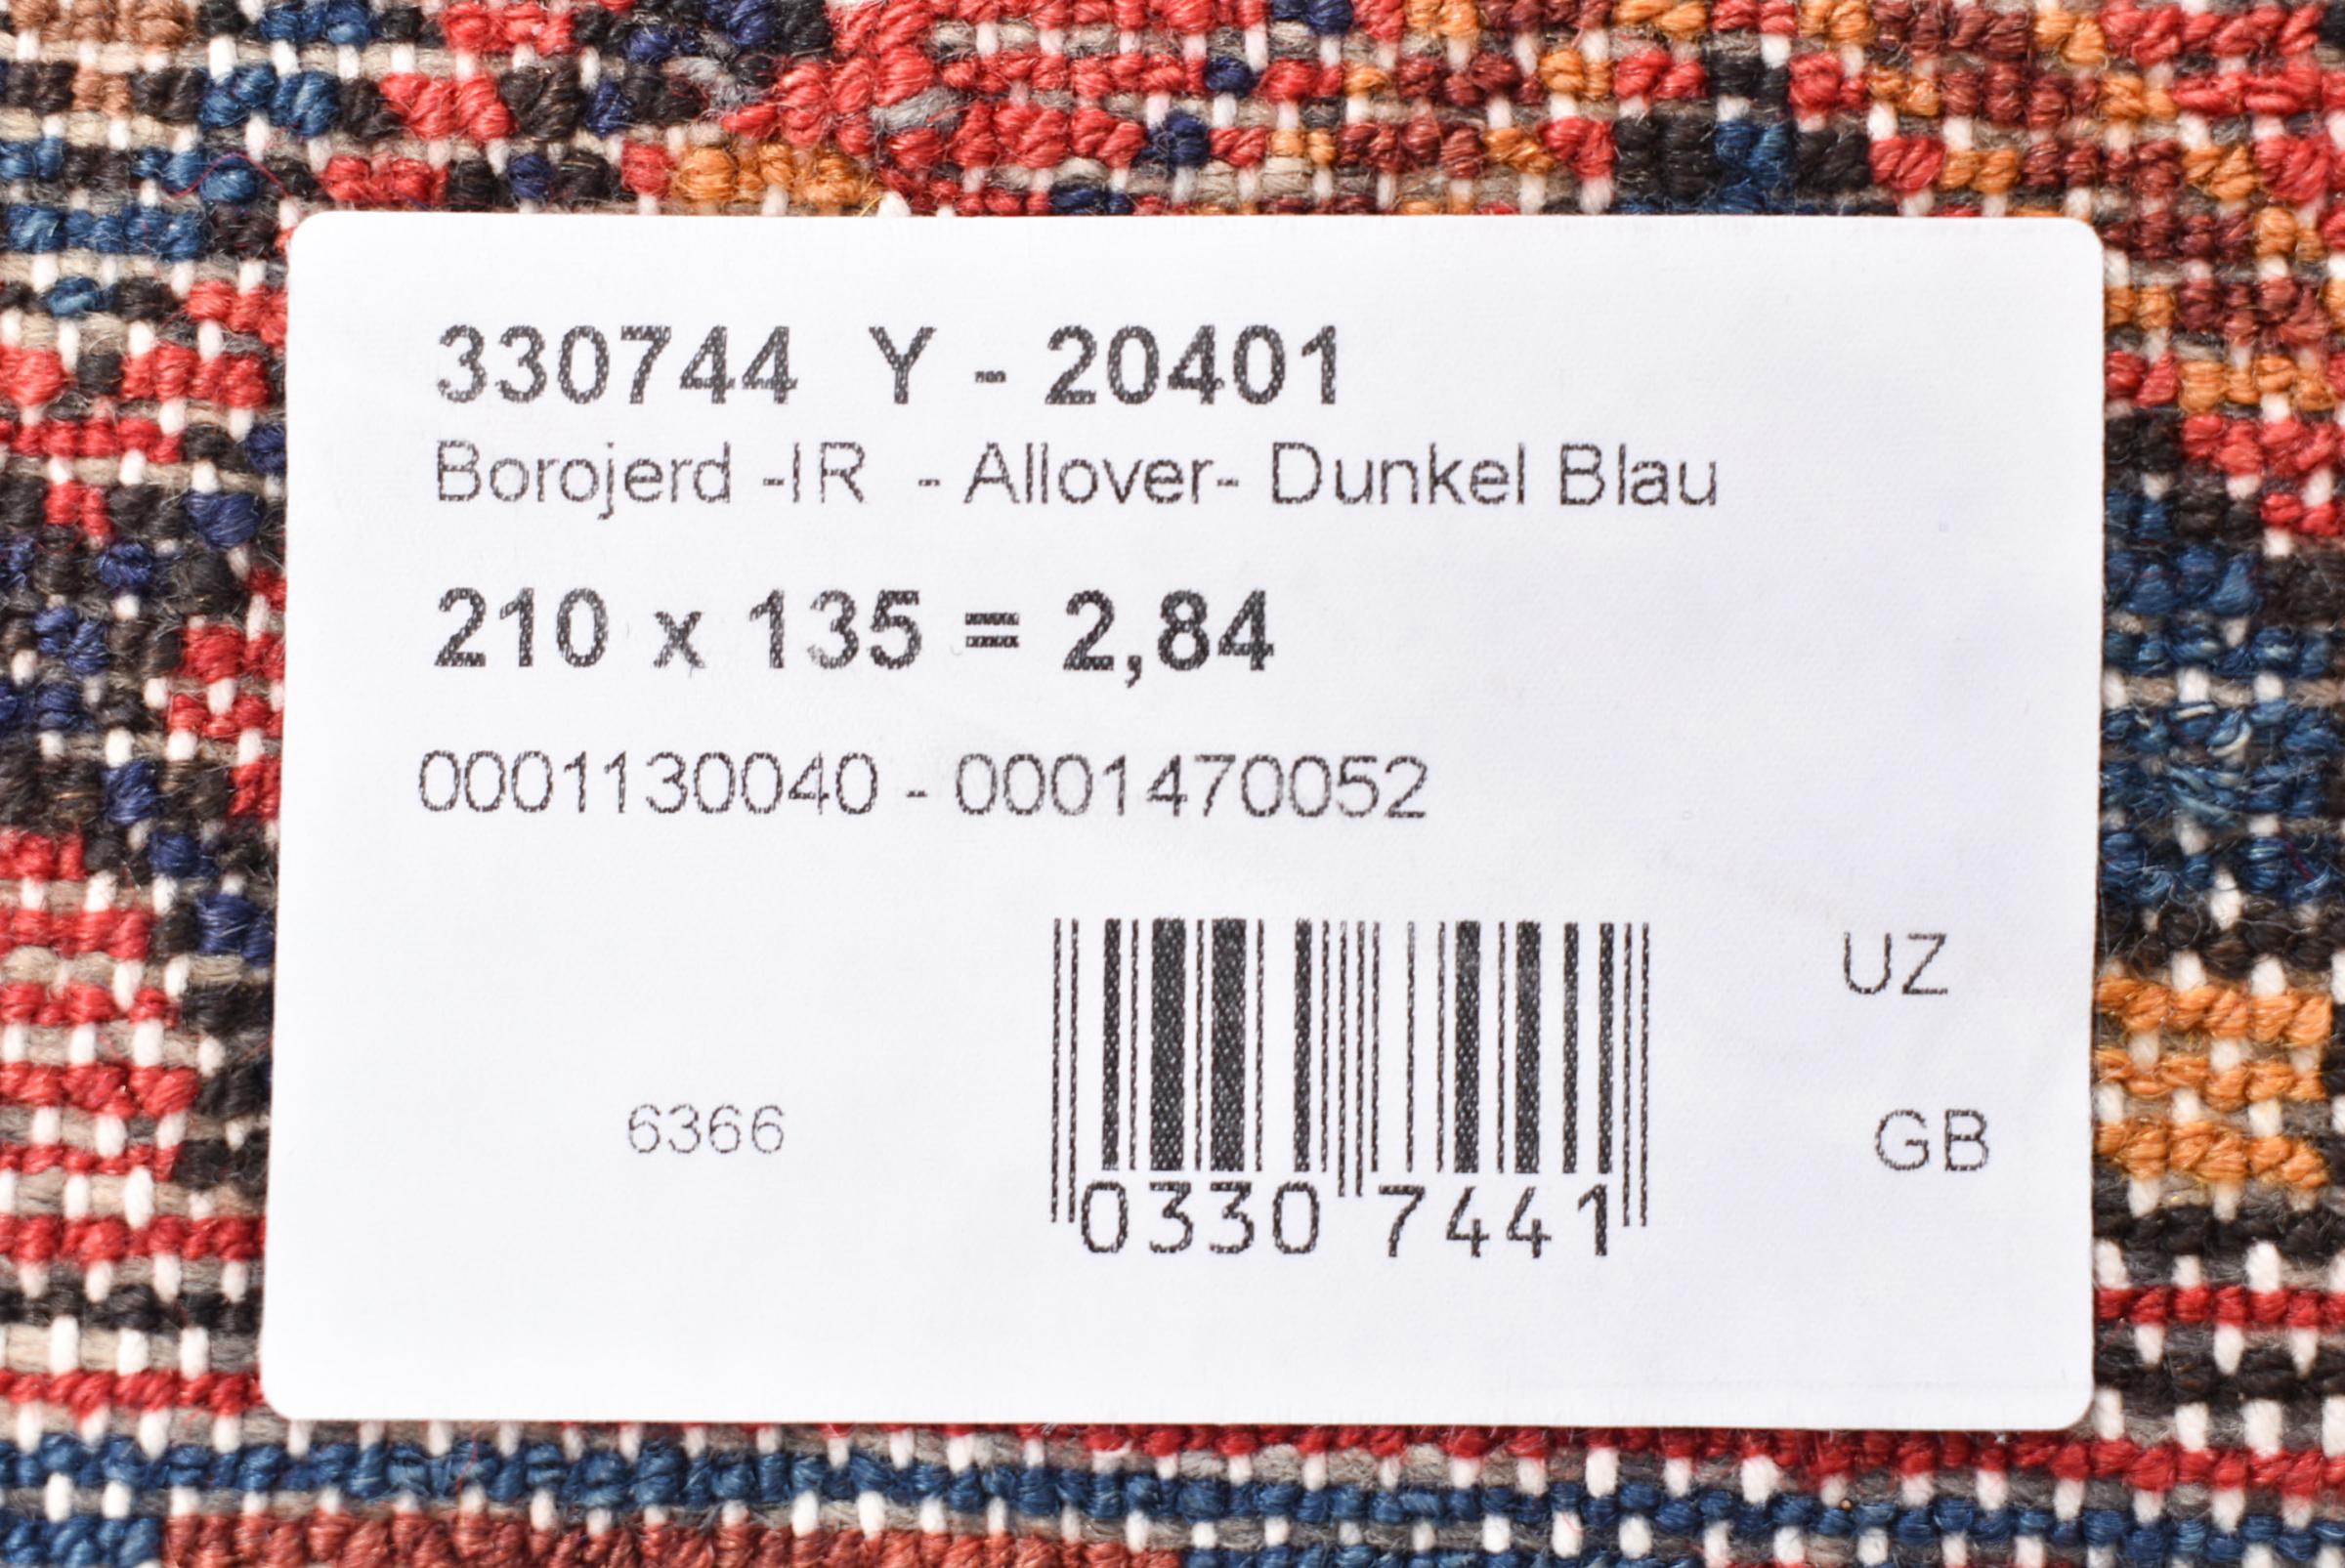 330744 Y - 20401
Borojerd -IR - Allover- Dunkel Blau
210 x 135 = 2,84
0001130040 - 0001470052
UZ
6366
GB
0330 7441